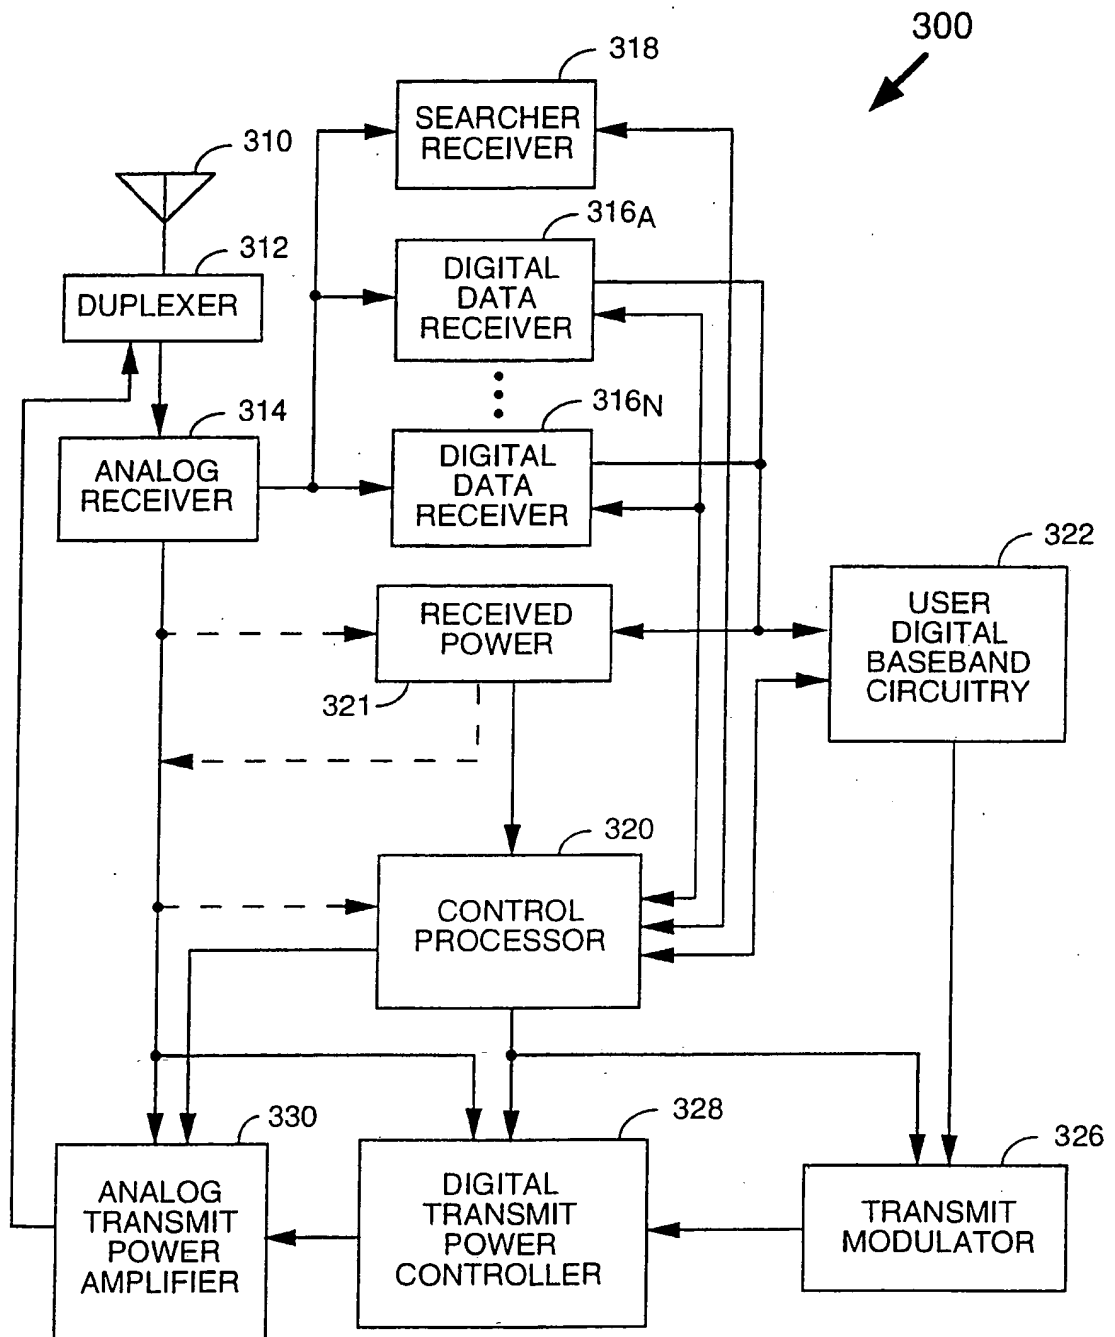 300
318
SEARCHER
RECEIVER
310
316A
312
DIGITAL
DATA
RECEIVER
DUPLEXER
316N
314
ANALOG
RECEIVER
DIGITAL
DATA
RECEIVER
322
USER
DIGITAL
BASEBAND
CIRCUITRY
RECEIVED
POWER
321
320
CONTROL
PROCESSOR
330
328
326
ANALOG
TRANSMIT
POWER
AMPLIFIER
DIGITAL
TRANSMIT
POWER
CONTROLLER
TRANSMIT
MODULATOR